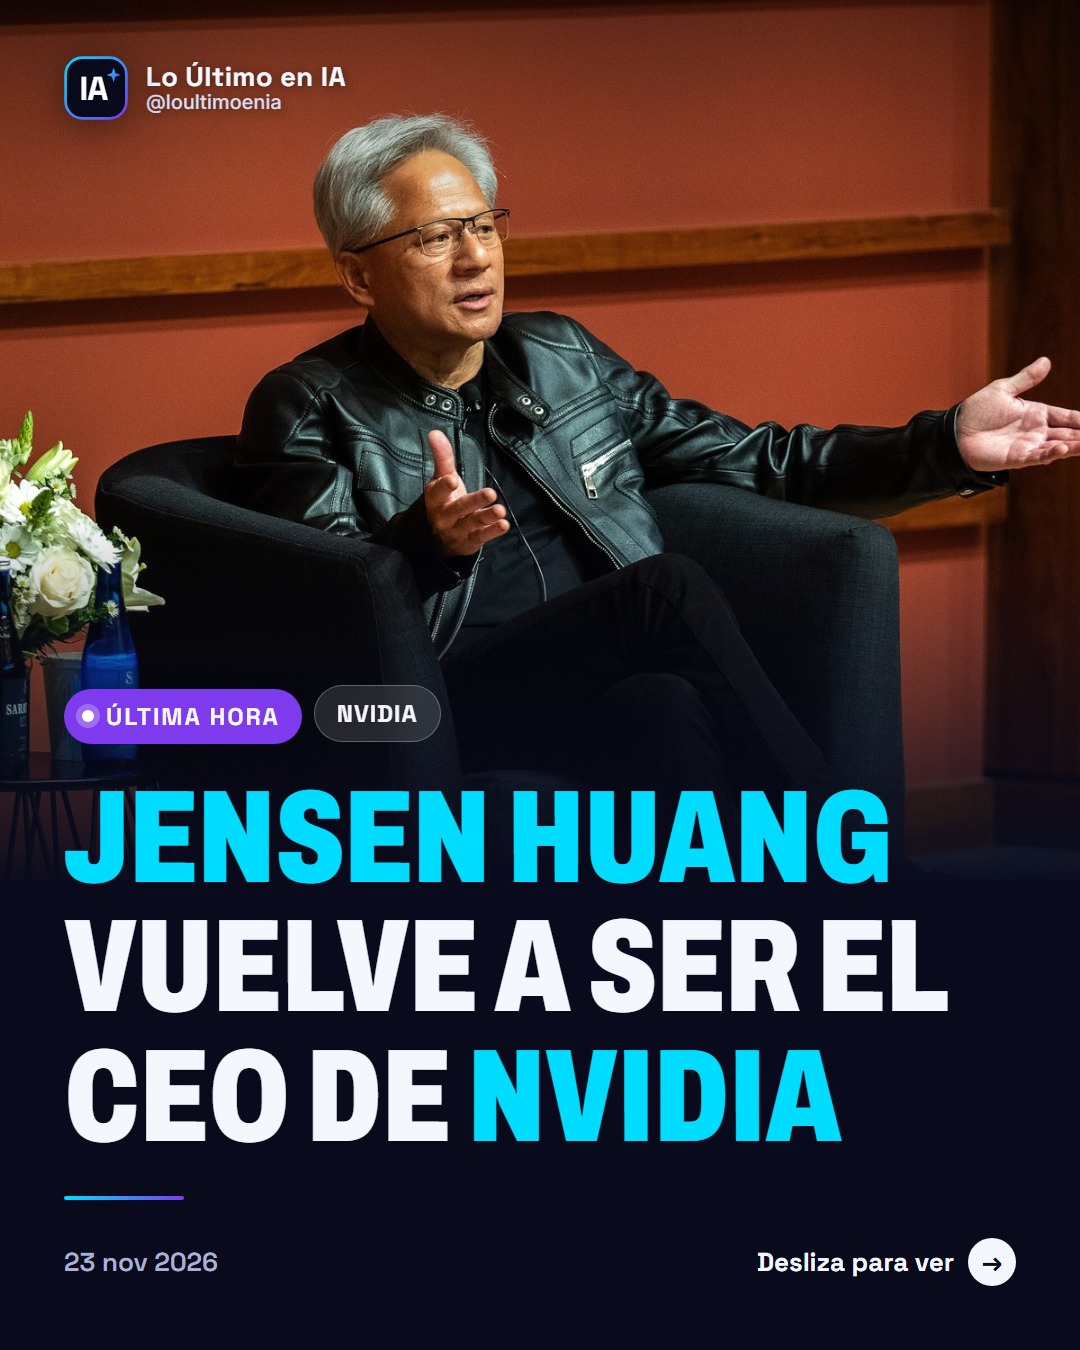 IA
Lo Último en IA
@loultimoenia
ÚLTIMA HORA
NVIDIA
JENSEN HUANG
VUELVE A SER EL
CEO DE NVIDIA
23 nov 2026
Desliza para ver →